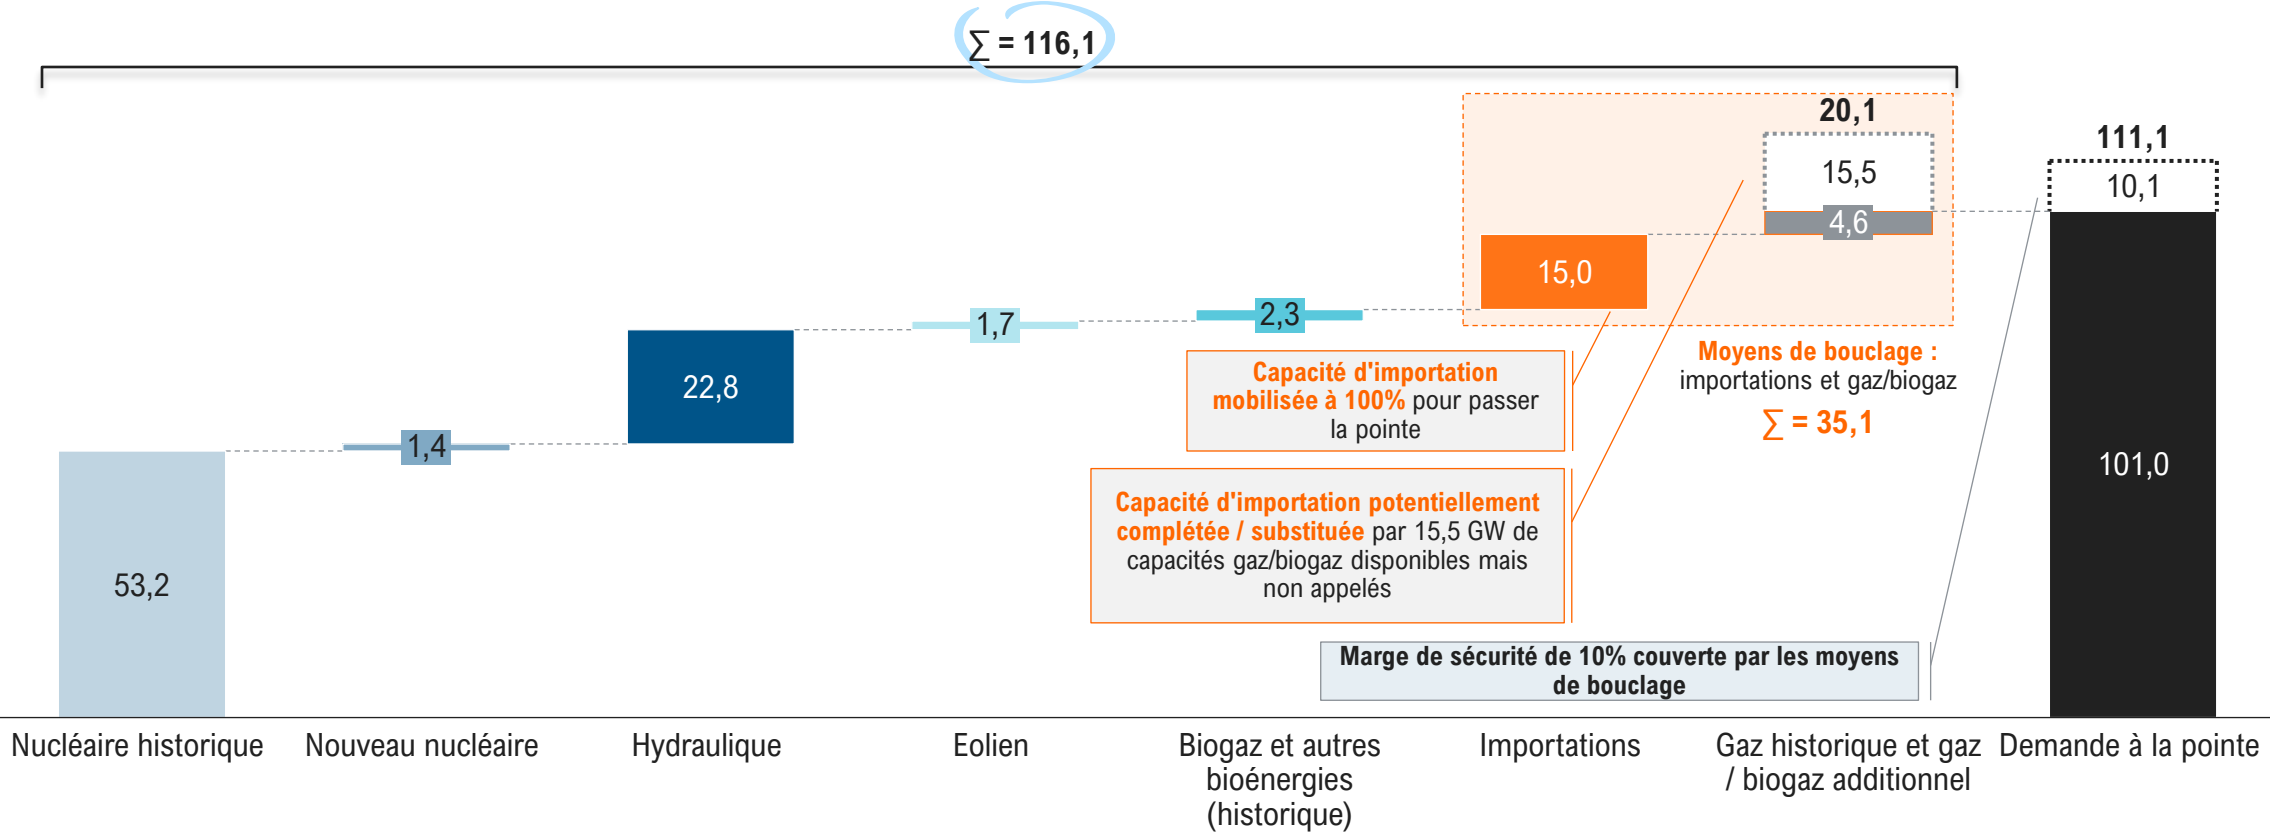 ∑ = 116,1
20,1
15,5
4,6
111,1
10,1
101,0
15,0
2,3
1,7
22,8
1,4
53,2
Capacité d'importation
mobilisée à 100% pour passer
la pointe
Moyens de bouclage :
importations et gaz/biogaz
∑ = 35,1
Capacité d'importation potentiellement
complétée / substituée par 15,5 GW de
capacités gaz/biogaz disponibles mais
non appelés
Marge de sécurité de 10% couverte par les moyens
de bouclage
Nucléaire historique
Nouveau nucléaire
Hydraulique
Eolien
Biogaz et autres
bioénergies
(historique)
Importations
Gaz historique et gaz
/ biogaz additionnel
Demande à la pointe